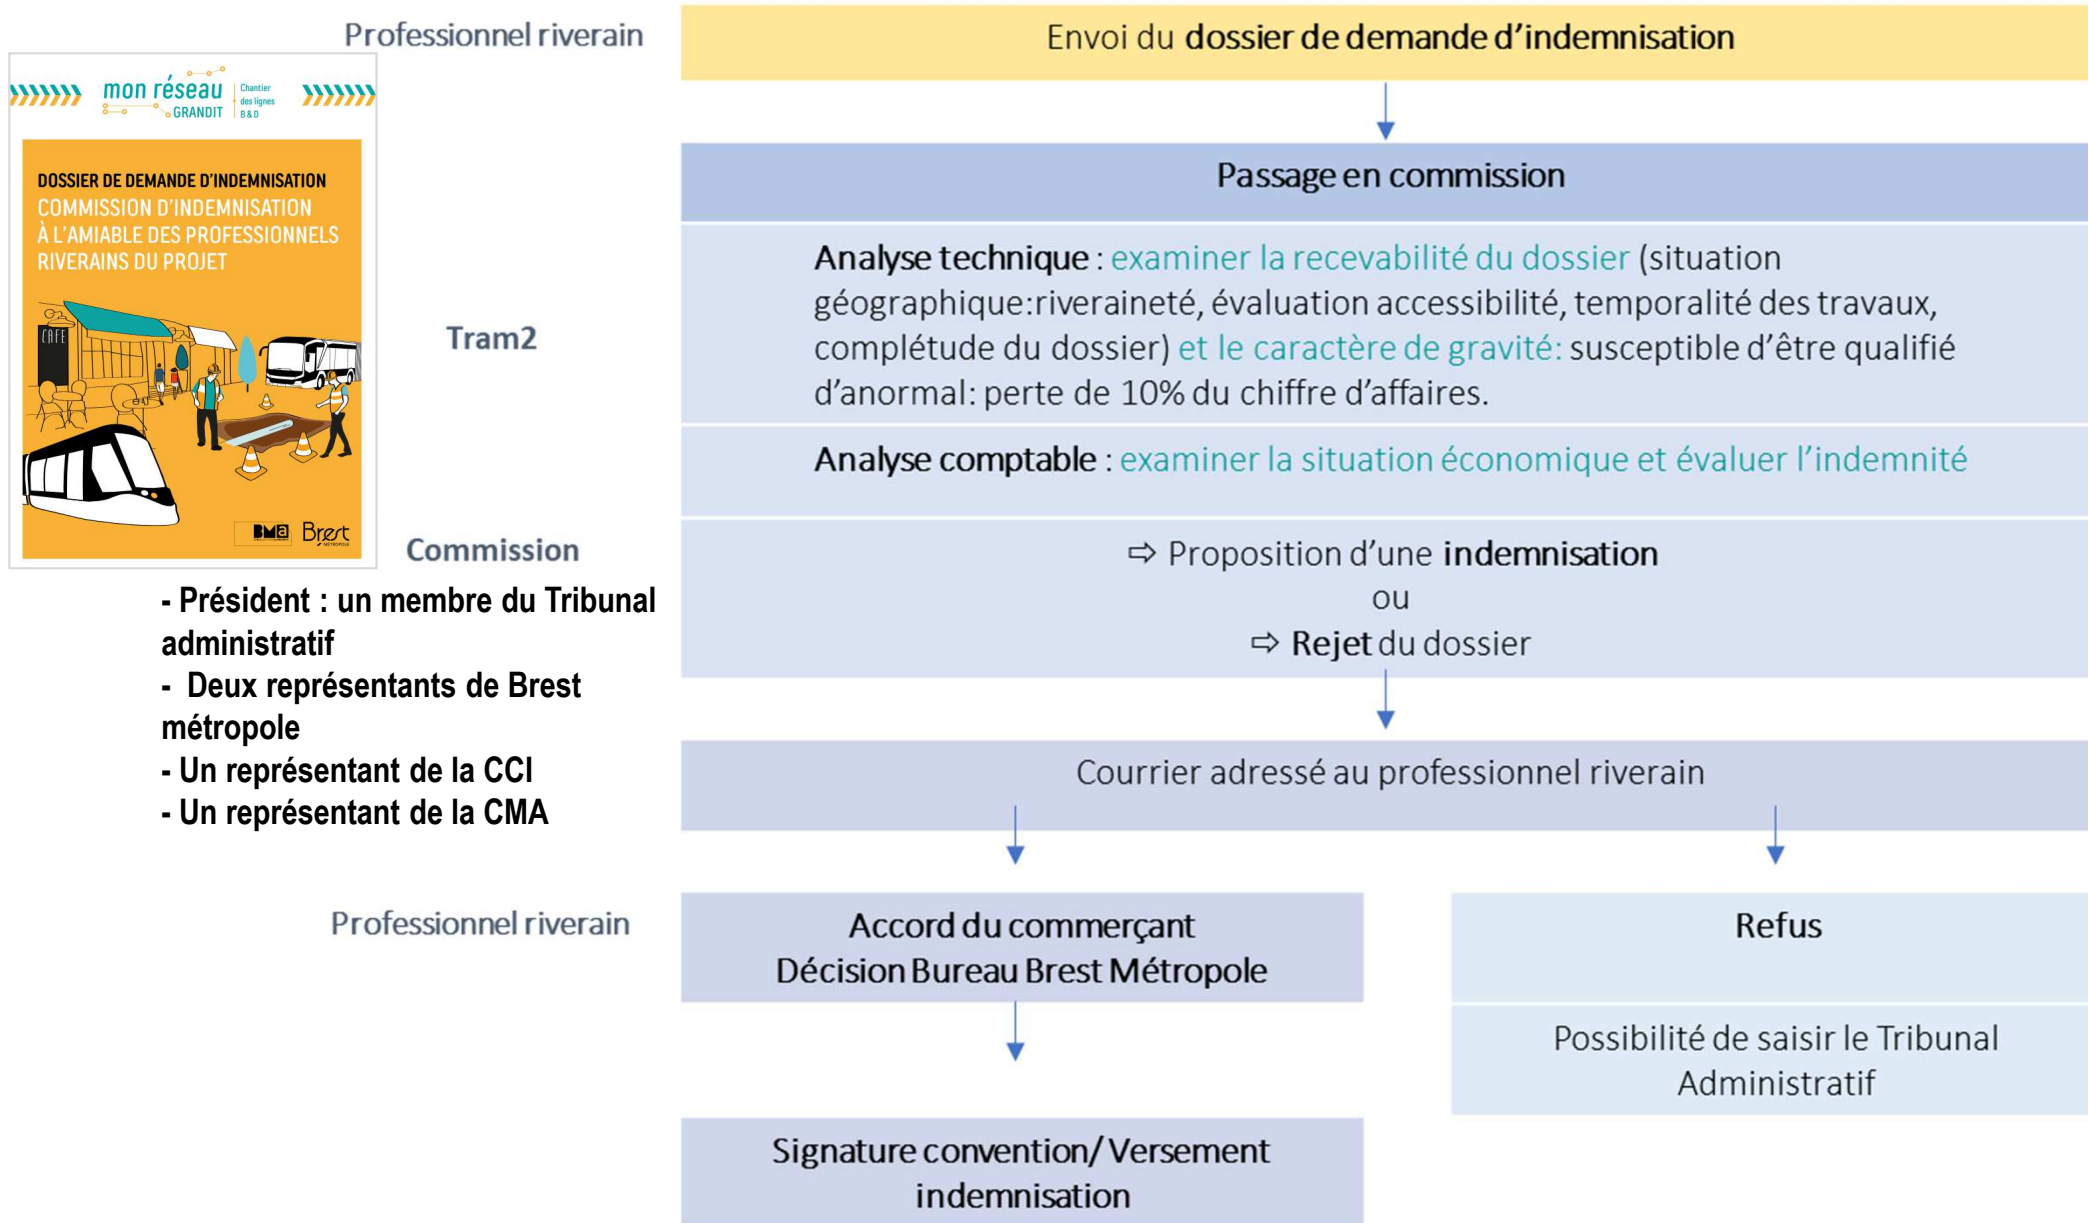 Professionnel riverain
Envoi du dossier de demande d'indemnisation
mon réseau
GRANDIT
Chantier
des lignes
B & D
DOSSIER DE DEMANDE D'INDEMNISATION
COMMISSION D'INDEMNISATION
À L'AMIABLE DES PROFESSIONNELS
RIVERAINS DU PROJET
CAFE
BMa
Brest
MÉTROPOLE
Passage en commission
Tram2
Analyse technique : examiner la recevabilité du dossier (situation
géographique:riveraineté, évaluation accessibilité, temporalité des travaux,
complétude du dossier) et le caractère de gravité: susceptible d'être qualifié
d'anormal: perte de 10% du chiffre d'affaires.
Analyse comptable : examiner la situation économique et évaluer l'indemnité
Commission
- Président : un membre du Tribunal
administratif
- Deux représentants de Brest
métropole
- Un représentant de la CCI
- Un représentant de la CMA
⇨ Proposition d'une indemnisation
ou
⇨ Rejet du dossier
Courrier adressé au professionnel riverain
Professionnel riverain
Accord du commerçant
Décision Bureau Brest Métropole
Refus
Possibilité de saisir le Tribunal
Administratif
Signature convention/ Versement
indemnisation